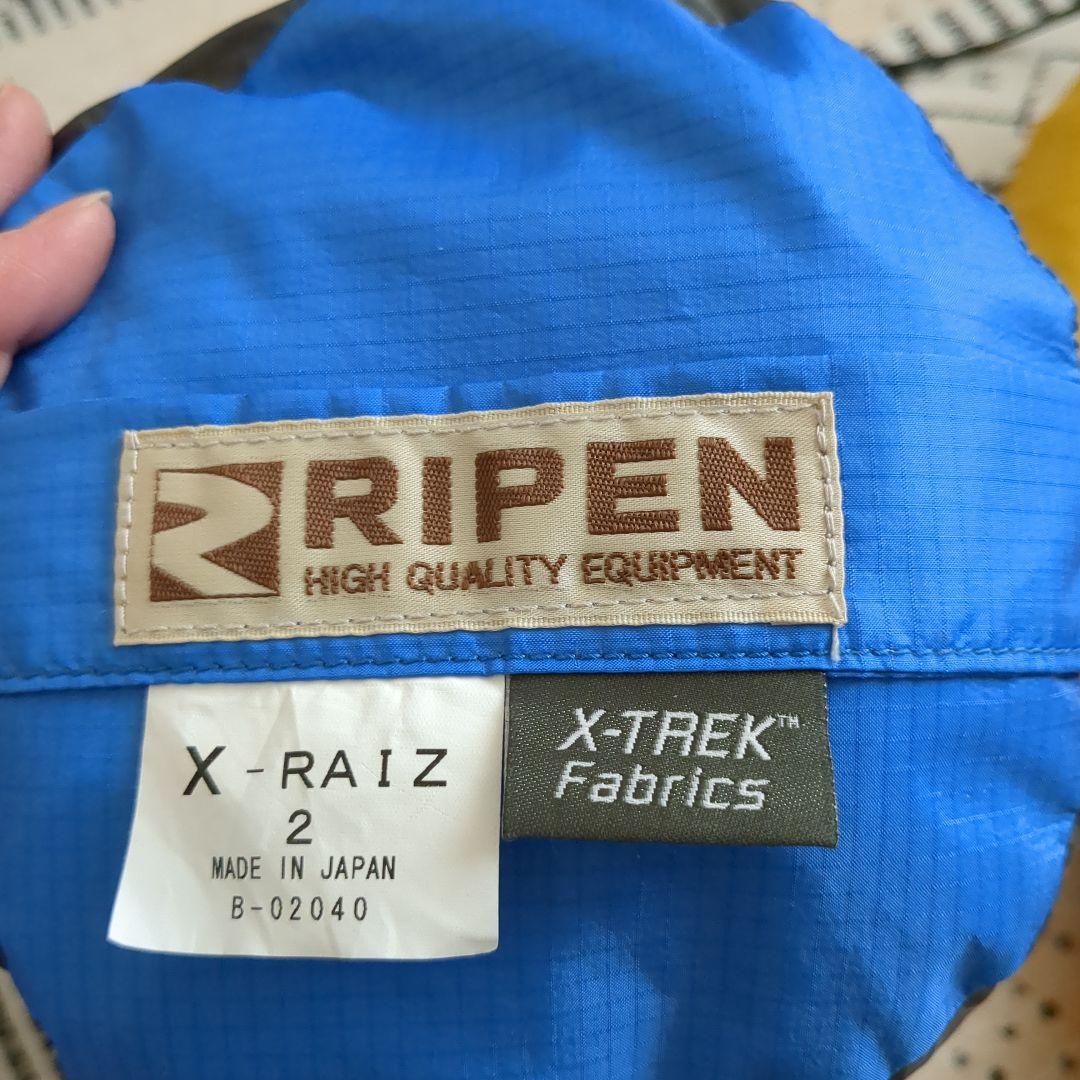 RIPEN
HIGH QUALITY EQUIPMENT
X-RAIZ
2
MADE IN JAPAN
B-02040
X-TREK™
Fabrics